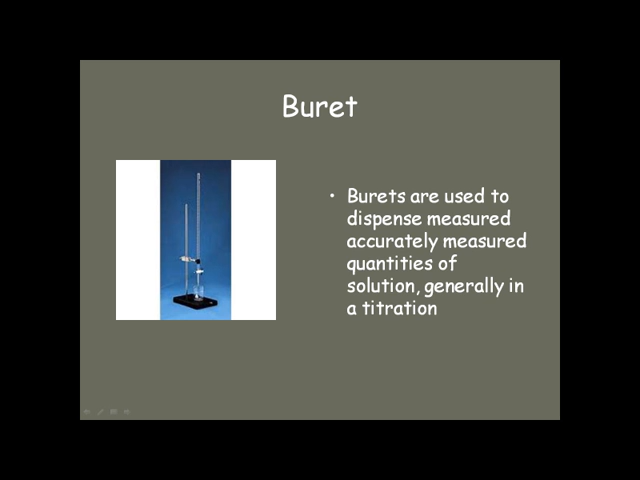 Buret
• Burets are used to
dispense measured
accurately measured
quantities of
solution, generally in
a titration